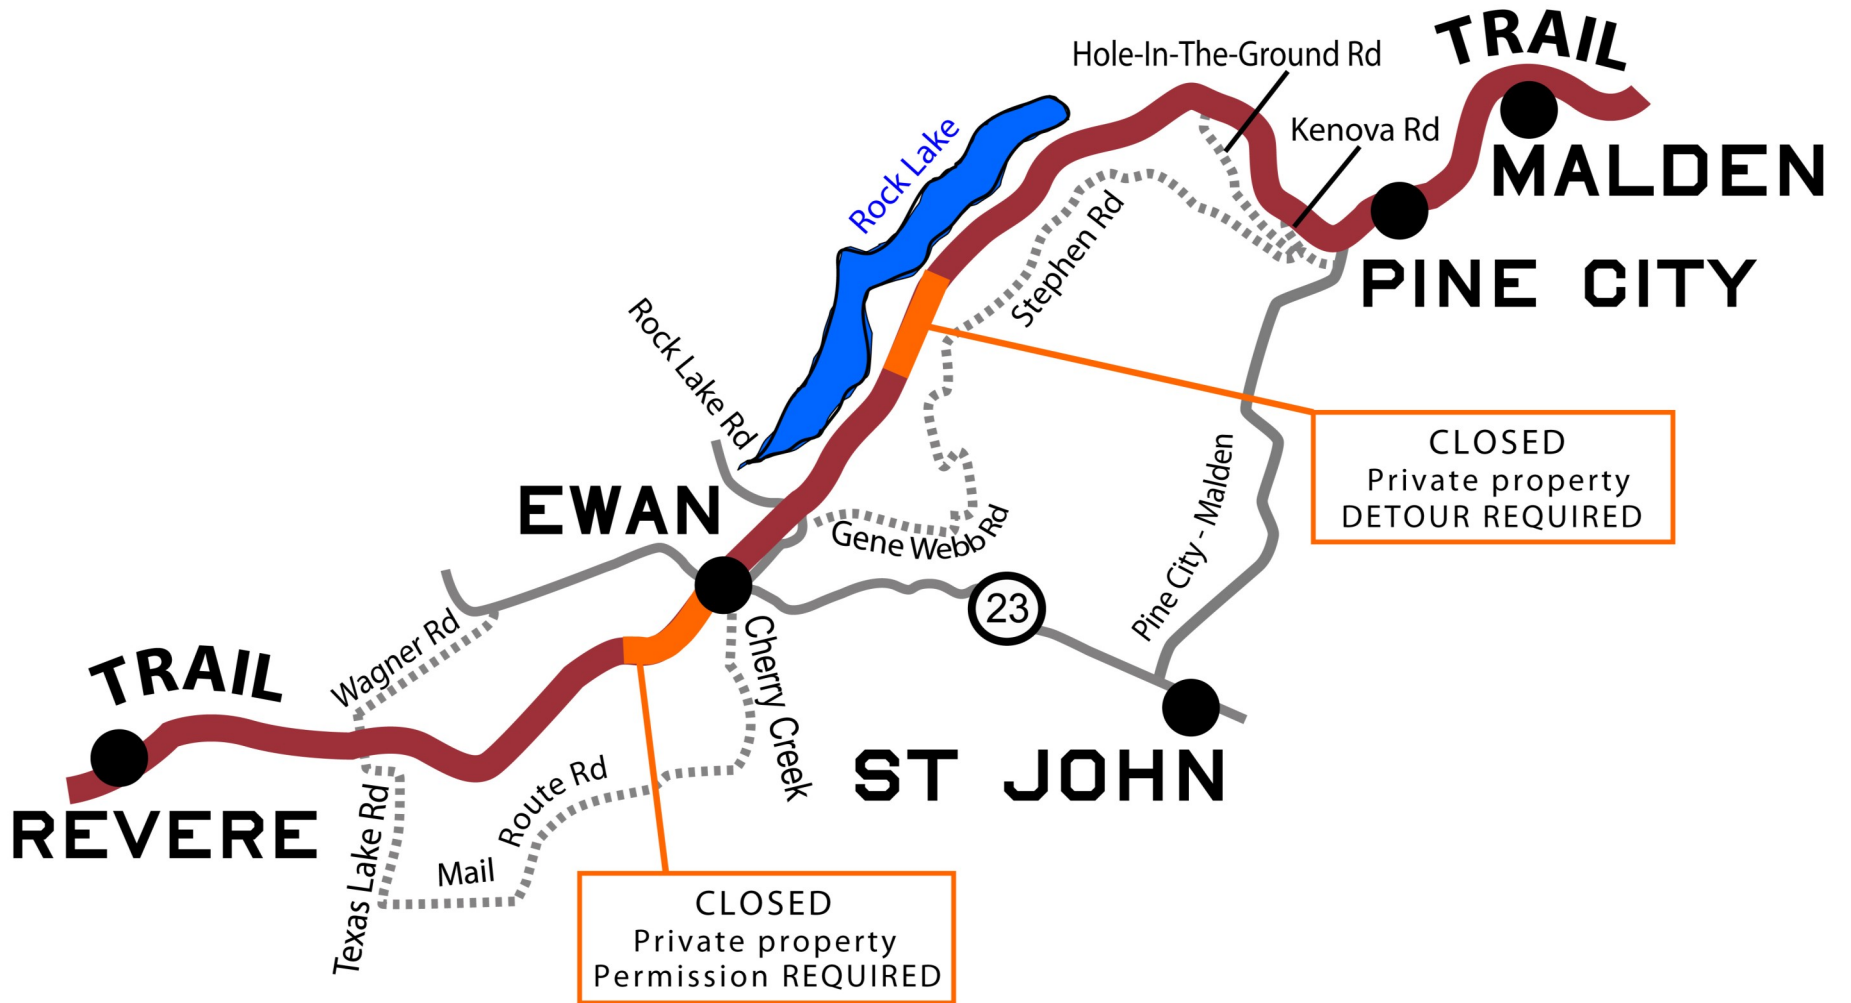 TRAIL
Hole-In-The-Ground Rd
Kenova Rd
MALDEN
Rock Lake
Stephen Rd
PINE CITY
Rock Lake Rd
CLOSED
Private property
DETOUR REQUIRED
EWAN
Gene Webb Rd
Pine City - Malden
23
Wagner Rd
Cherry Creek
TRAIL
ST JOHN
REVERE
Texas Lake Rd
Mail Route Rd
CLOSED
Private property
Permission REQUIRED